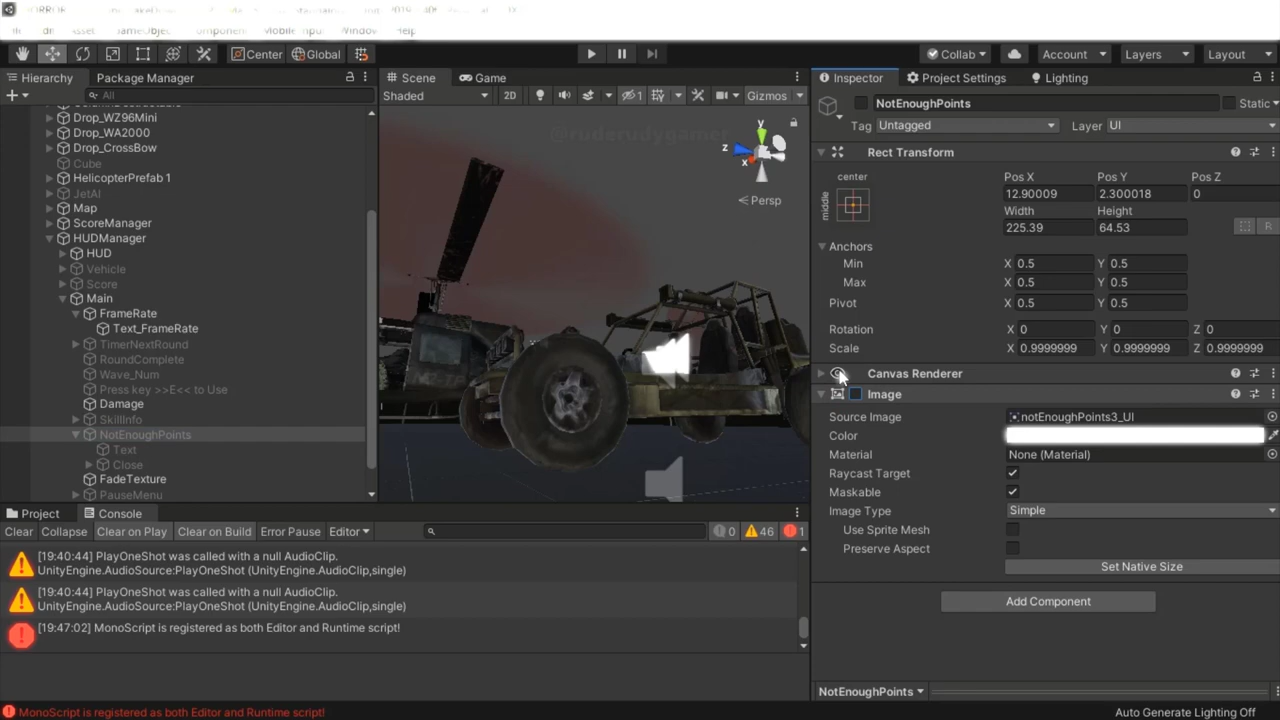 Center
Global
Collab
Account
Layers
Layout
Hierarchy
Package Manager
All
Drop_WZ96Mini
Drop_WA2000
Drop_CrossBow
Cube
HelicopterPrefab 1
JetAI
Map
ScoreManager
HUDManager
HUD
Vehicle
Score
Main
FrameRate
Text_FrameRate
TimerNextRound
RoundComplete
Wave_Num
Press key >>E<< to Use
Damage
SkillInfo
NotEnoughPoints
Text
Close
FadeTexture
PauseMenu
Scene
Game
Shaded
2D
1
Gizmos
@ruderudygamer
y
z
x
Persp
Inspector
Project Settings
Lighting
NotEnoughPoints
Static
Tag Untagged
Layer UI
Rect Transform
center
middle
Pos X Pos Y Pos Z
12.90009 2.300018 0
Width Height
225.39 64.53
R
Anchors
Min X 0.5 Y 0.5
Max X 0.5 Y 0.5
Pivot X 0.5 Y 0.5
Rotation X 0 Y 0 Z 0
Scale X 0.9999999 Y 0.9999999 Z 0.9999999
Canvas Renderer
Image
Source Image notEnoughPoints3_UI
Color
Material None (Material)
Raycast Target
Maskable
Image Type Simple
Use Sprite Mesh
Preserve Aspect
Set Native Size
Add Component
NotEnoughPoints
Project
Console
Clear Collapse Clear on Play Clear on Build Error Pause Editor
0 46 1
[19:40:44] PlayOneShot was called with a null AudioClip.
UnityEngine.AudioSource:PlayOneShot (UnityEngine.AudioClip,single)
[19:40:44] PlayOneShot was called with a null AudioClip.
UnityEngine.AudioSource:PlayOneShot (UnityEngine.AudioClip,single)
[19:47:02] MonoScript is registered as both Editor and Runtime script!
MonoScript is registered as both Editor and Runtime script!
Auto Generate Lighting Off